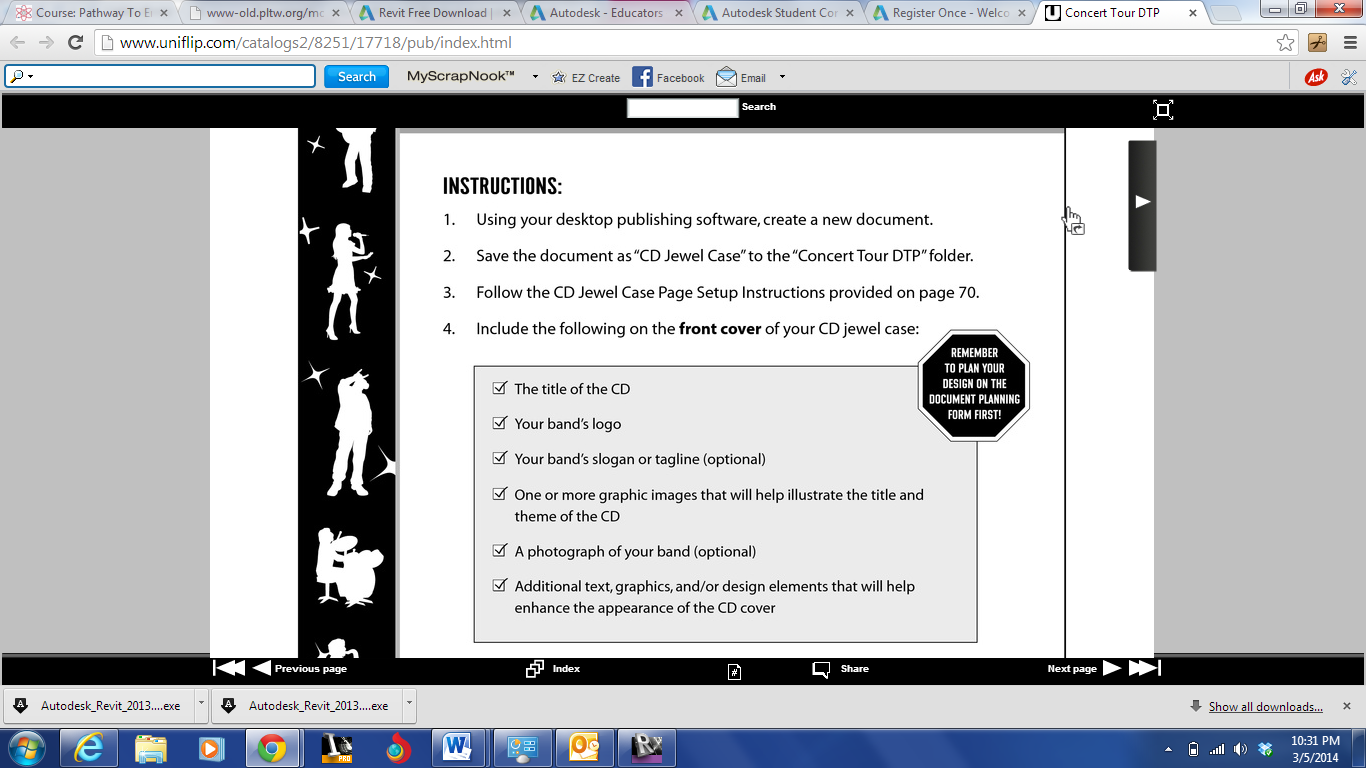 Course: Pathway To E
www-old.pltw.org/mo
Revit Free Download |
Autodesk - Educators
Autodesk Student Co
Register Once - Welco
Concert Tour DTP
www.uniflip.com/catalogs2/8251/17718/pub/index.html
Search
MyScrapNook™
EZ Create
Facebook
Email
Ask
Search
INSTRUCTIONS:
1. Using your desktop publishing software, create a new document.
2. Save the document as “CD Jewel Case” to the “Concert Tour DTP” folder.
3. Follow the CD Jewel Case Page Setup Instructions provided on page 70.
4. Include the following on the front cover of your CD jewel case:
REMEMBER
TO PLAN YOUR
DESIGN ON THE
DOCUMENT PLANNING
FORM FIRST!
The title of the CD
Your band’s logo
Your band’s slogan or tagline (optional)
One or more graphic images that will help illustrate the title and
theme of the CD
A photograph of your band (optional)
Additional text, graphics, and/or design elements that will help
enhance the appearance of the CD cover
Previous page
Index
#
Share
Next page
Autodesk_Revit_2013....exe
Autodesk_Revit_2013....exe
Show all downloads...
PRO
10:31 PM
3/5/2014